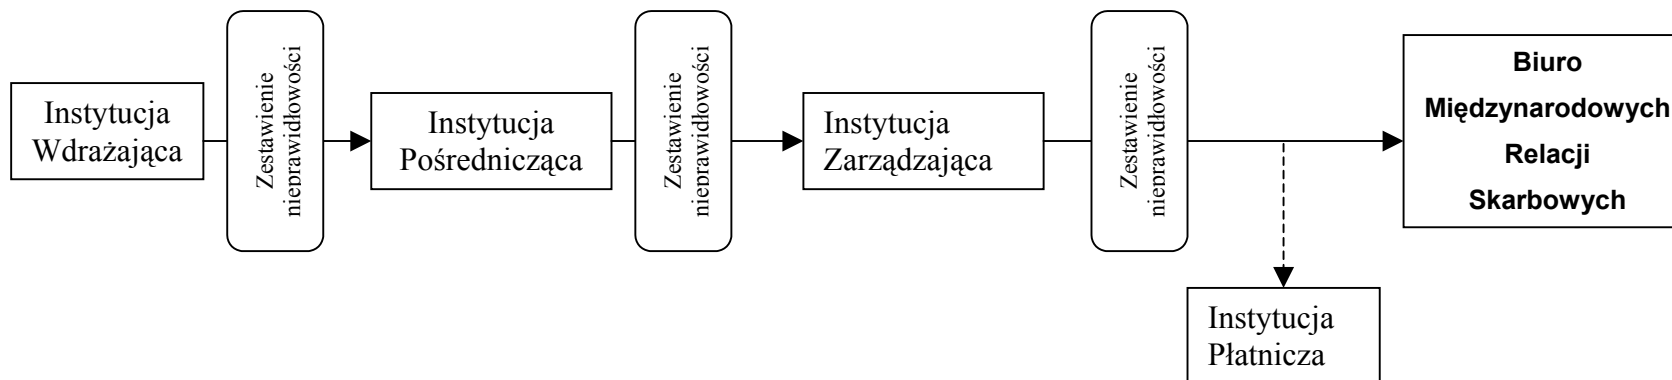 Instytucja
Wdrażająca
Zestawienie
nieprawidłowości
Instytucja
Pośrednicząca
Zestawienie
nieprawidłowości
Instytucja
Zarządzająca
Zestawienie
nieprawidłowości
Biuro
Międzynarodowych
Relacji
Skarbowych
Instytucja
Płatnicza